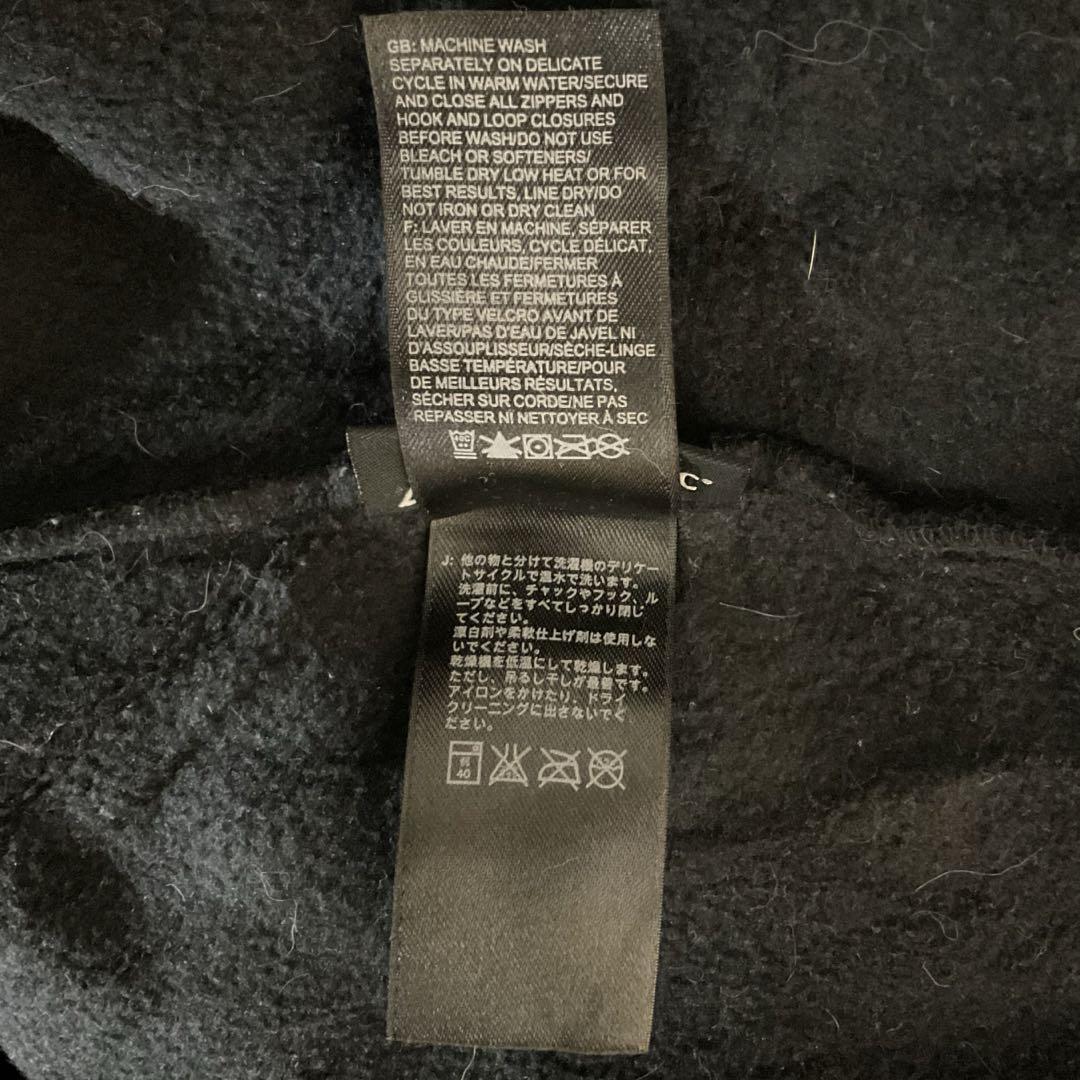 GB: MACHINE WASH
SEPARATELY ON DELICATE
CYCLE IN WARM WATER/SECURE
AND CLOSE ALL ZIPPERS AND
HOOK AND LOOP CLOSURES
BEFORE WASH/DO NOT USE
BLEACH OR SOFTENERS/
TUMBLE DRY LOW HEAT OR FOR
BEST RESULTS, LINE DRY/DO
NOT IRON OR DRY CLEAN
F: LAVER EN MACHINE, SÉPARER
LES COULEURS, CYCLE DÉLICAT,
EN EAU CHAUDE/FERMER
TOUTES LES FERMETURES À
GLISSIÈRE ET FERMETURES
DU TYPE VELCRO AVANT DE
LAVER/PAS D'EAU DE JAVEL NI
D'ASSOUPLISSEUR/SÈCHE-LINGE
BASSE TEMPÉRATURE/POUR
DE MEILLEURS RÉSULTATS,
SÉCHER SUR CORDE/NE PAS
REPASSER NI NETTOYER À SEC
40C
J: 他の物と分けて洗濯機のデリケー
トサイクルで温水で洗います。
洗濯前に、チャックやフック、ル
ープなどをすべてしっかり閉じ
てください。
漂白剤や柔軟仕上げ剤は使用しな
いでください。
乾燥機を低温にして乾燥します。
ただし、吊るし干しが最善です。
アイロンをかけたり、ドライ
クリーニングに出さないでく
ださい。
弱
40